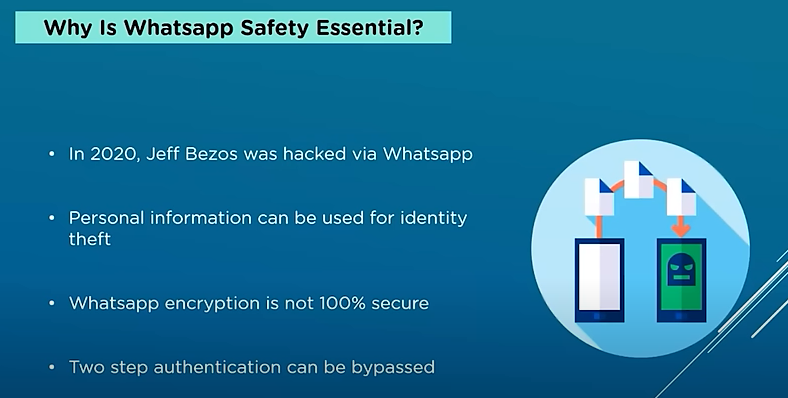 Why Is Whatsapp Safety Essential?
• In 2020, Jeff Bezos was hacked via Whatsapp
• Personal information can be used for identity
theft
• Whatsapp encryption is not 100% secure
• Two step authentication can be bypassed